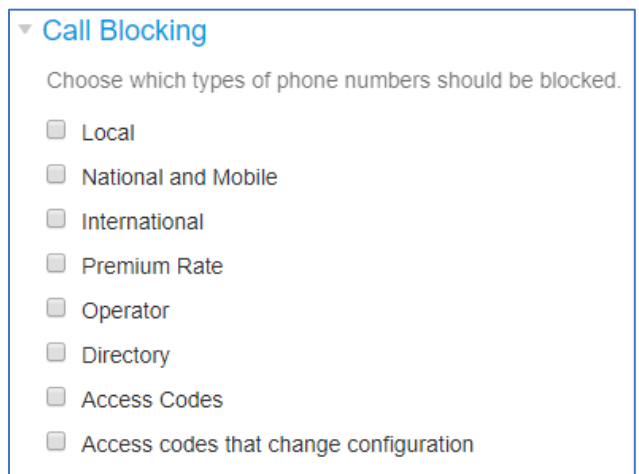 Call Blocking
Choose which types of phone numbers should be blocked.
Local
National and Mobile
International
Premium Rate
Operator
Directory
Access Codes
Access codes that change configuration